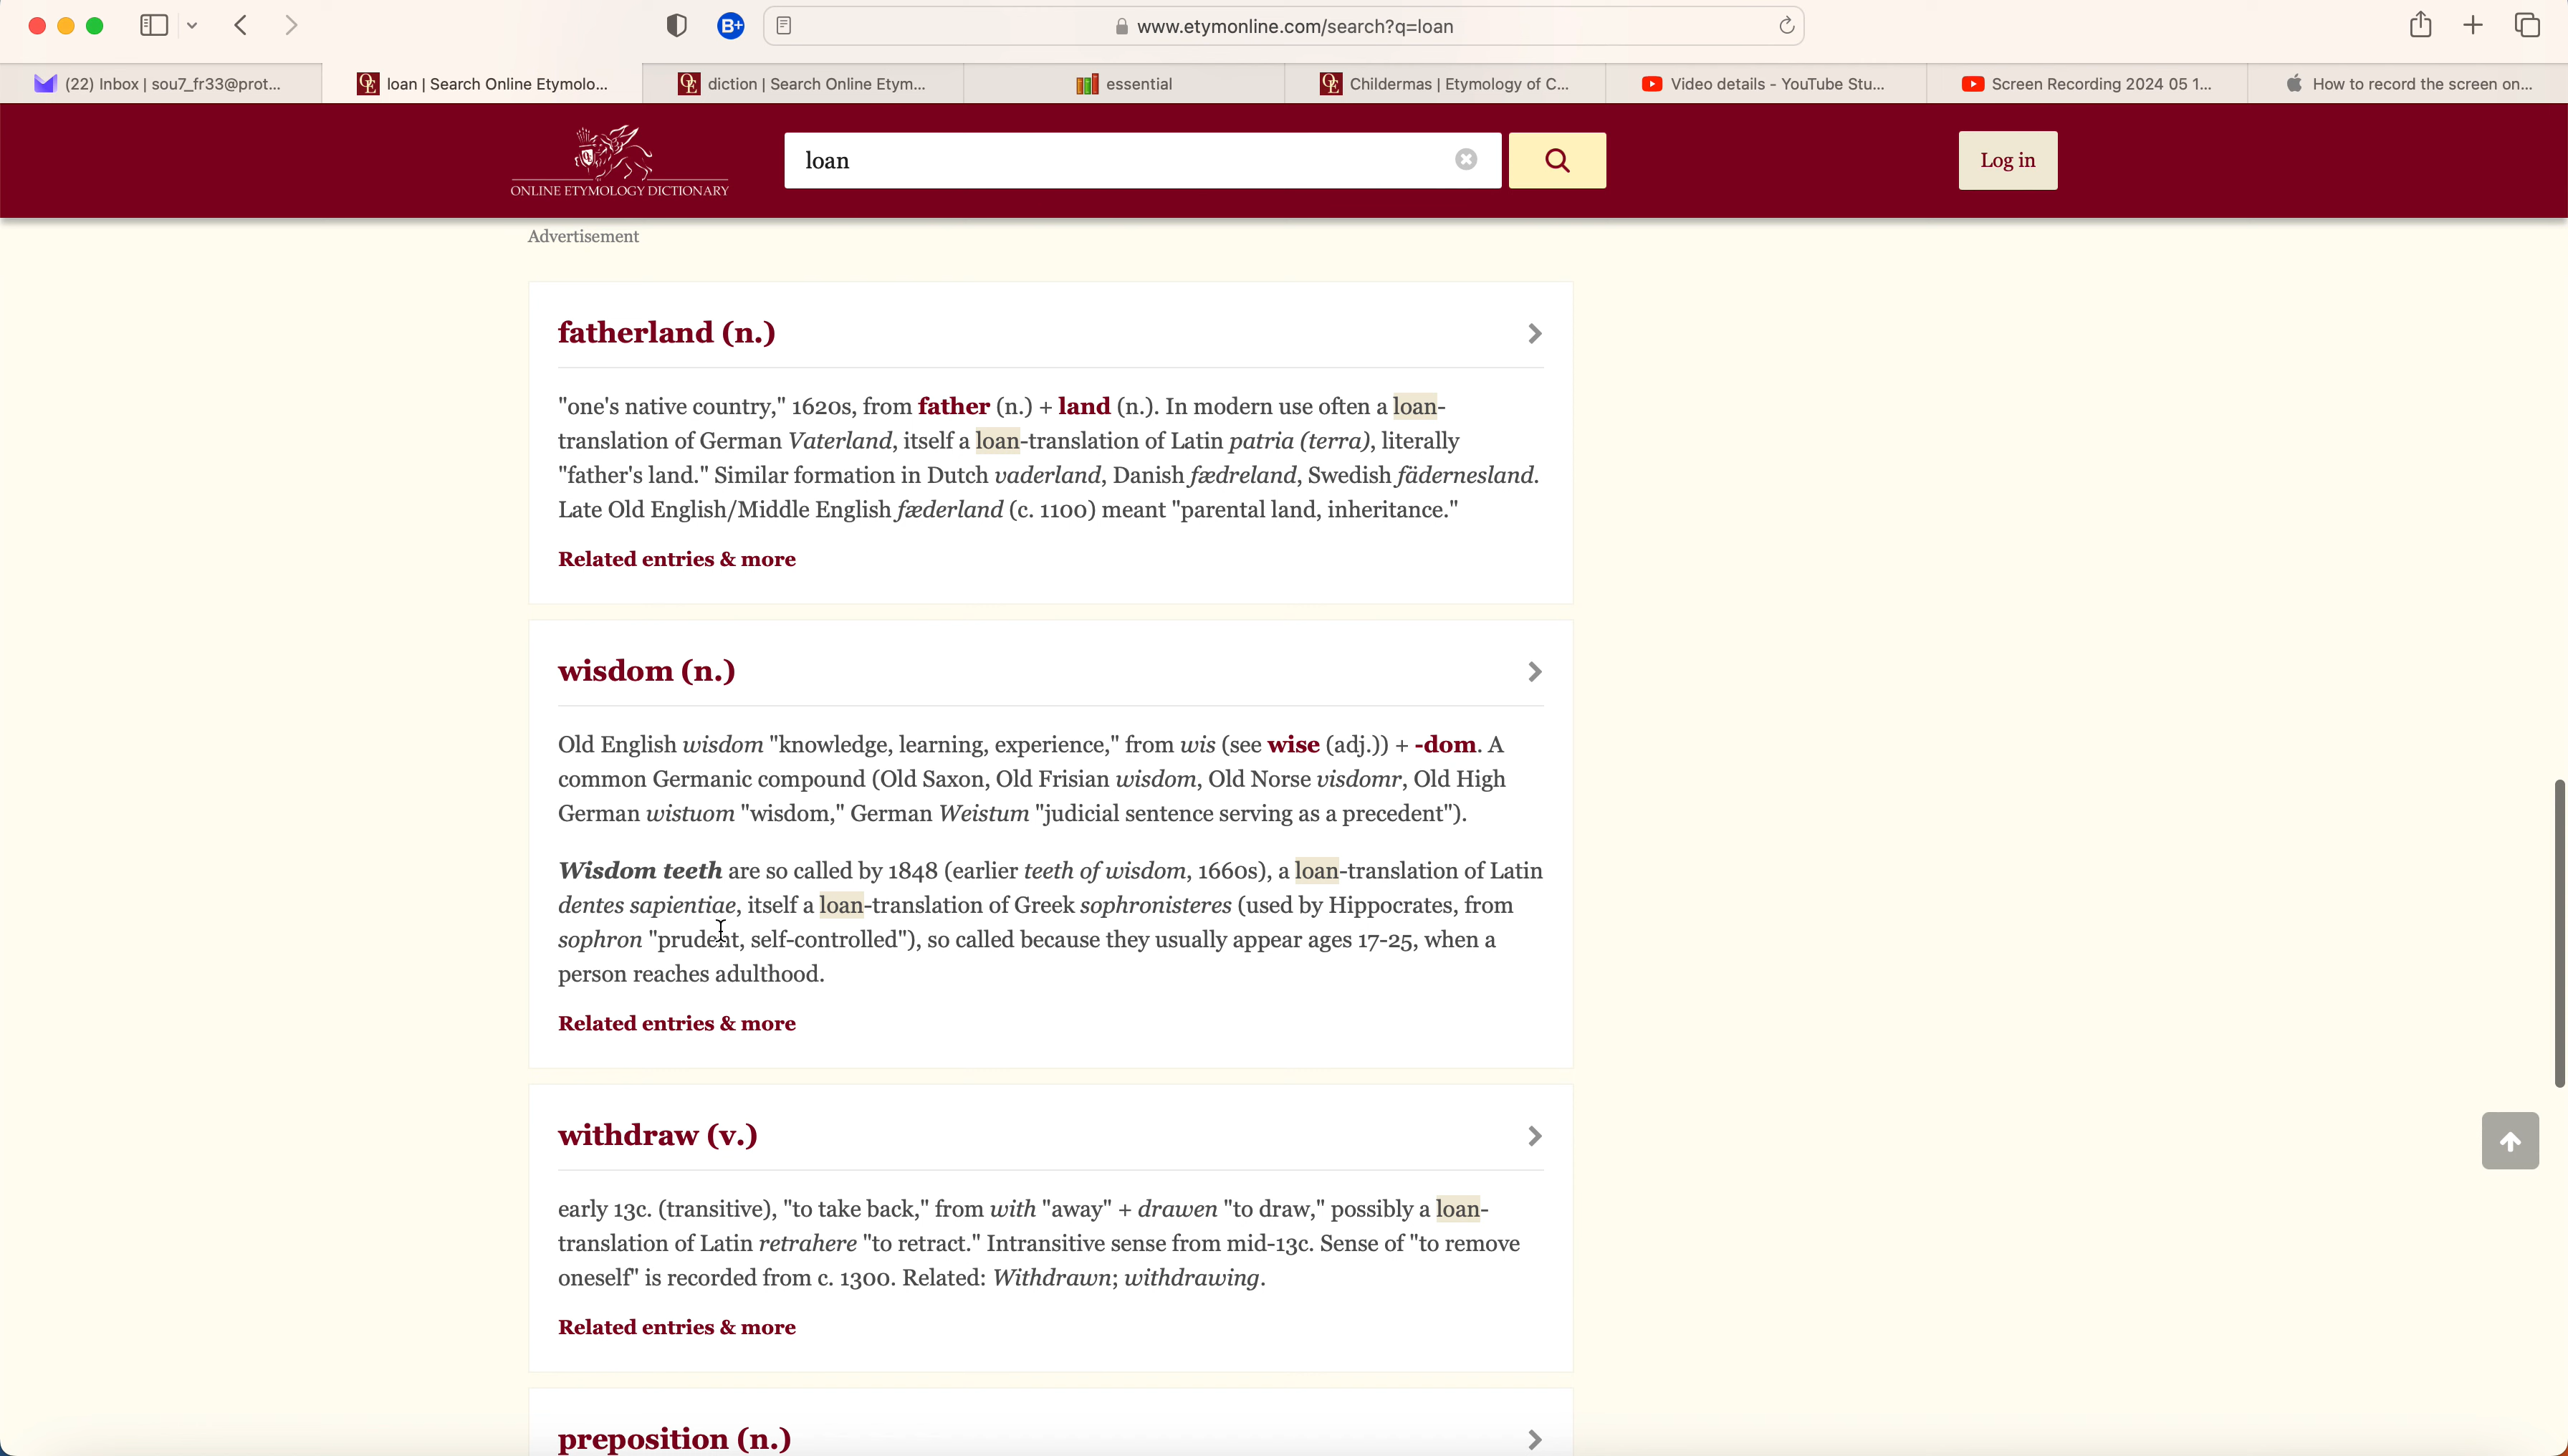 www.etymonline.com/search?q=loan
(22) Inbox | sou7_fr33@prot...
loan | Search Online Etymolo...
diction | Search Online Etym...
essential
Childermas | Etymology of C...
Video details - YouTube Stu...
Screen Recording 2024 05 1...
How to record the screen on...
ONLINE ETYMOLOGY DICTIONARY
loan
Log in
Advertisement
fatherland (n.)
"one's native country," 1620s, from father (n.) + land (n.). In modern use often a loan-
translation of German Vaterland, itself a loan-translation of Latin patria (terra), literally
"father's land." Similar formation in Dutch vaderland, Danish fædreland, Swedish fädernesland.
Late Old English/Middle English fæderland (c. 1100) meant "parental land, inheritance."
Related entries & more
wisdom (n.)
Old English wisdom "knowledge, learning, experience," from wis (see wise (adj.)) + -dom. A
common Germanic compound (Old Saxon, Old Frisian wisdom, Old Norse visdomr, Old High
German wistuom "wisdom," German Weistum "judicial sentence serving as a precedent").
Wisdom teeth are so called by 1848 (earlier teeth of wisdom, 1660s), a loan-translation of Latin
dentes sapientiae, itself a loan-translation of Greek sophronisteres (used by Hippocrates, from
sophron "prudent, self-controlled"), so called because they usually appear ages 17-25, when a
person reaches adulthood.
Related entries & more
withdraw (v.)
early 13c. (transitive), "to take back," from with "away" + drawen "to draw," possibly a loan-
translation of Latin retrahere "to retract." Intransitive sense from mid-13c. Sense of "to remove
oneself" is recorded from c. 1300. Related: Withdrawn; withdrawing.
Related entries & more
preposition (n.)